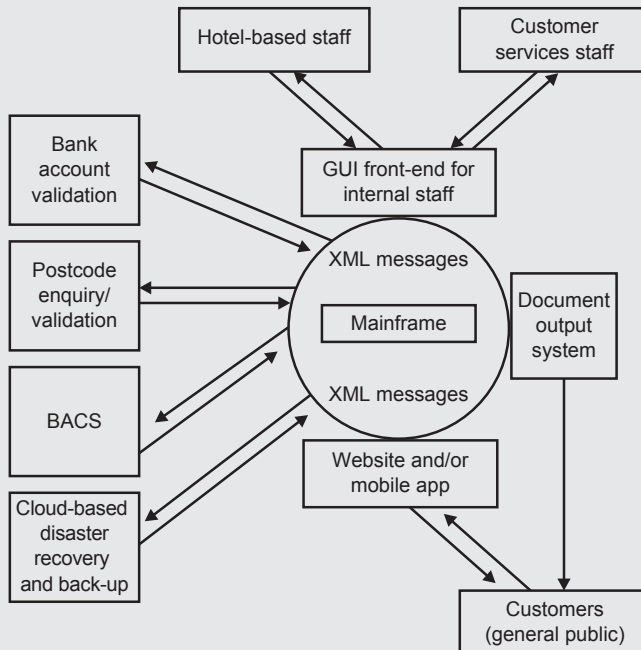 Hotel-based staff
Customer
services staff
Bank
account
validation
GUI front-end for
internal staff
XML messages
Postcode
enquiry/
validation
Mainframe
Document
output
system
XML messages
BACS
Website and/or
mobile app
Cloud-based
disaster
recovery
and back-up
Customers
(general public)